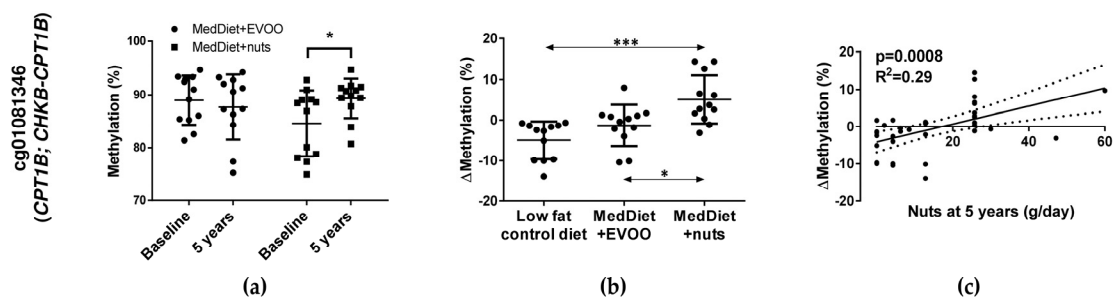 cg01081346
(CPT1B; CHKB-CPT1B)
● MedDiet+EVOO
■ MedDiet+nuts
Methylation (%)
100
90
80
70
*
Baseline
5 years
Baseline
5 years
(a)
ΔMethylation (%)
20
10
0
-10
-20
***
*
Low fat
control diet
MedDiet
+EVOO
MedDiet
+nuts
(b)
ΔMethylation (%)
20
10
0
-10
-20
p=0.0008
R²=0.29
20
40
60
Nuts at 5 years (g/day)
(c)